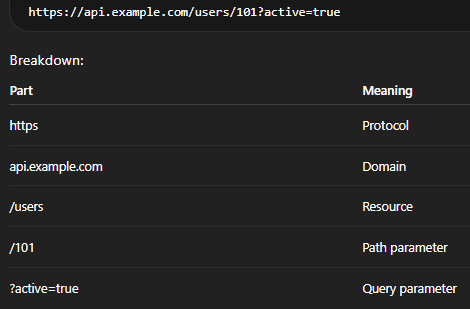 https://api.example.com/users/101?active=true
Breakdown:
Part Meaning
https Protocol
api.example.com Domain
/users Resource
/101 Path parameter
?active=true Query parameter